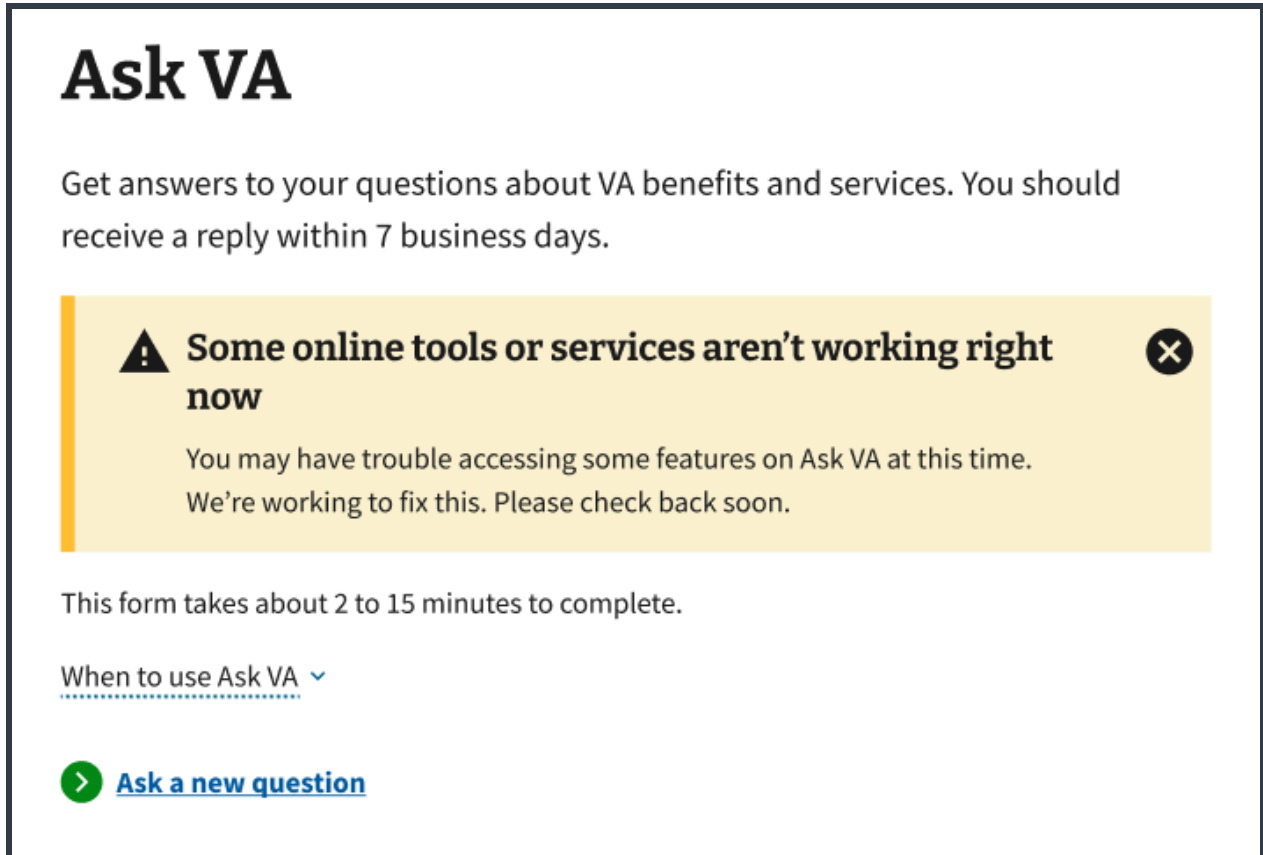 Ask VA
Get answers to your questions about VA benefits and services. You should
receive a reply within 7 business days.
Some online tools or services aren’t working right
now
You may have trouble accessing some features on Ask VA at this time.
We’re working to fix this. Please check back soon.
This form takes about 2 to 15 minutes to complete.
When to use Ask VA
Ask a new question